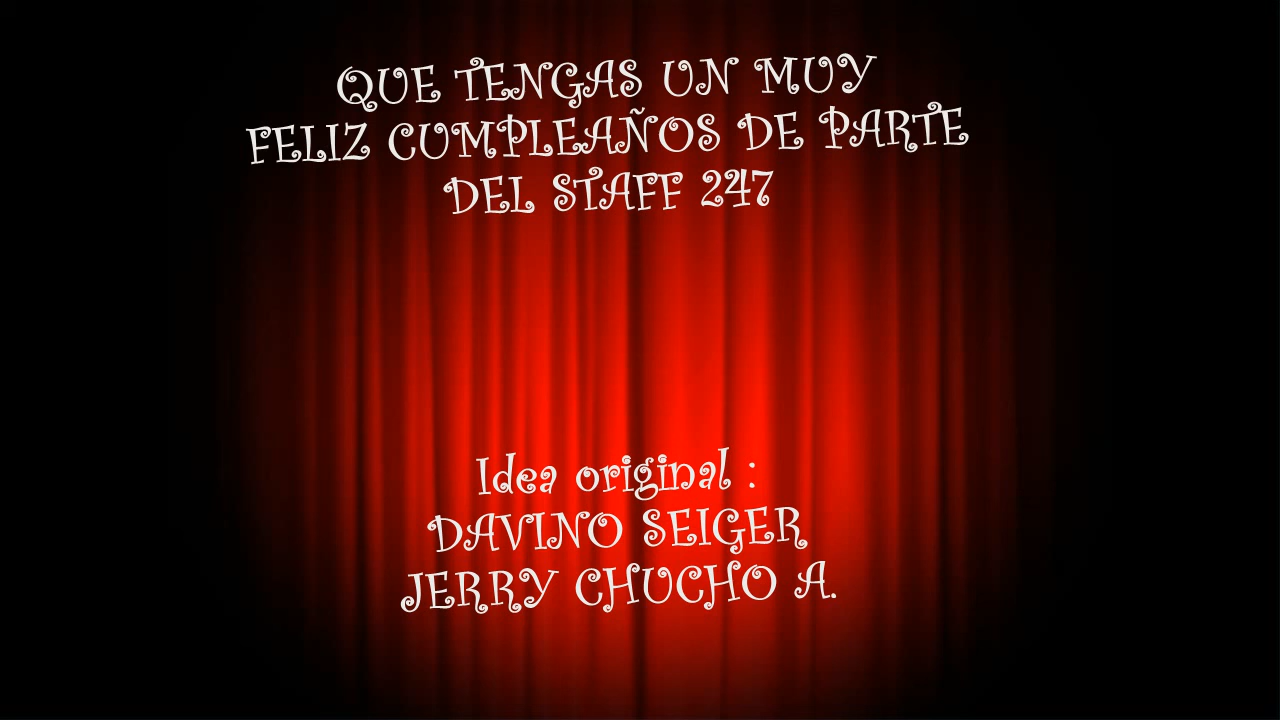 QUE TENGAS UN MUY
FELIZ CUMPLEAÑOS DE PARTE
DEL STAFF 247
Idea original :
DAVINO SEIGER
JERRY CHUCHO A.